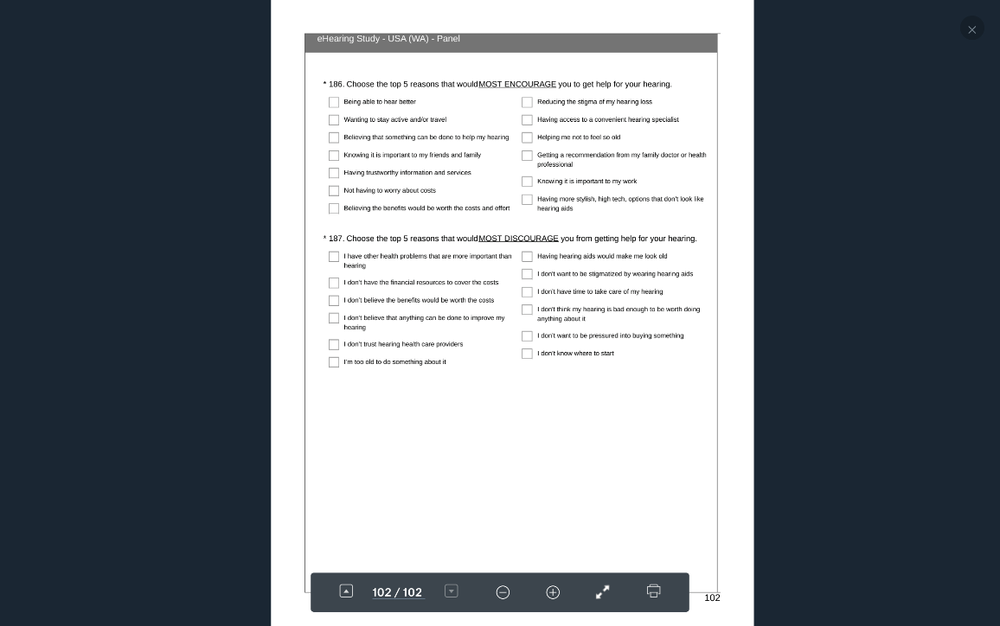 eHearing Study - USA (WA) - Panel
* 186. Choose the top 5 reasons that would MOST ENCOURAGE you to get help for your hearing.
Being able to hear better
Wanting to stay active and/or travel
Believing that something can be done to help my hearing
Knowing it is important to my friends and family
Having trustworthy information and services
Not having to worry about costs
Believing the benefits would be worth the costs and effort
Reducing the stigma of my hearing loss
Having access to a convenient hearing specialist
Helping me not to feel so old
Getting a recommendation from my family doctor or health
professional
Knowing it is important to my work
Having more stylish, high tech, options that don't look like
hearing aids
* 187. Choose the top 5 reasons that would MOST DISCOURAGE you from getting help for your hearing.
I have other health problems that are more important than
hearing
I don't have the financial resources to cover the costs
I don't believe the benefits would be worth the costs
I don't believe that anything can be done to improve my
hearing
I don't trust hearing health care providers
I'm too old to do something about it
Having hearing aids would make me look old
I don't want to be stigmatized by wearing hearing aids
I don't have time to take care of my hearing
I don't think my hearing is bad enough to be worth doing
anything about it
I don't want to be pressured into buying something
I don't know where to start
102 / 102
102